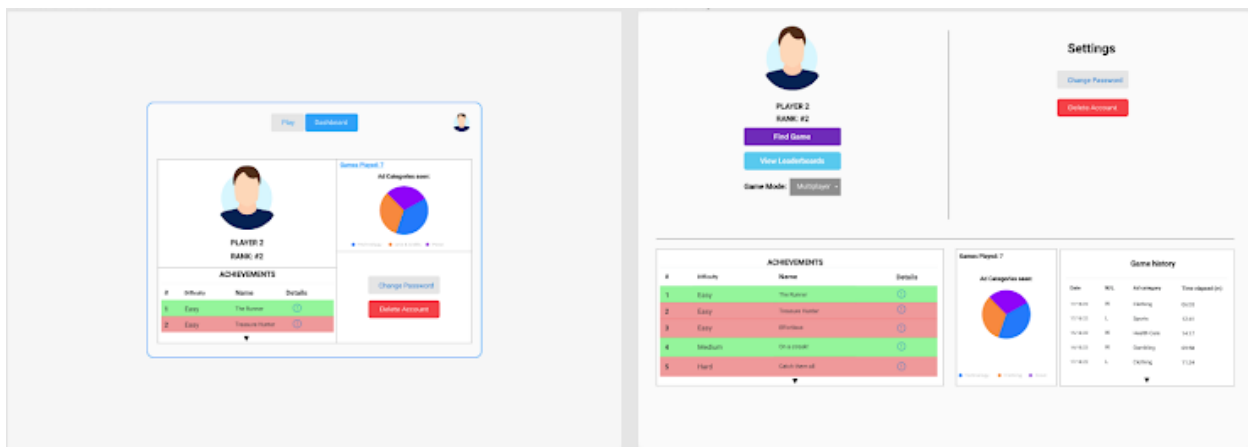 Play Dashboard
PLAYER 2
RANK: #2
ACHIEVEMENTS
# Difficulty Name Details
1 Easy The Runner
2 Easy Treasure Hunter
Games Played: 7
Ad Categories seen:
Change Password
Delete Account
PLAYER 2
RANK: #2
Find Game
View Leaderboards
Game Mode: Multiplayer
Settings
Change Password
Delete Account
ACHIEVEMENTS
# Difficulty Name Details
1 Easy The Runner
2 Easy Treasure Hunter
3 Easy Effortless
4 Medium On a streak!
5 Hard Catch them all
Games Played: 7
Ad Categories seen:
Game history
Date W/L Ad category Time elapsed (m)
W Clothing
L Sports
W Health Care
W Gambling
L Clothing